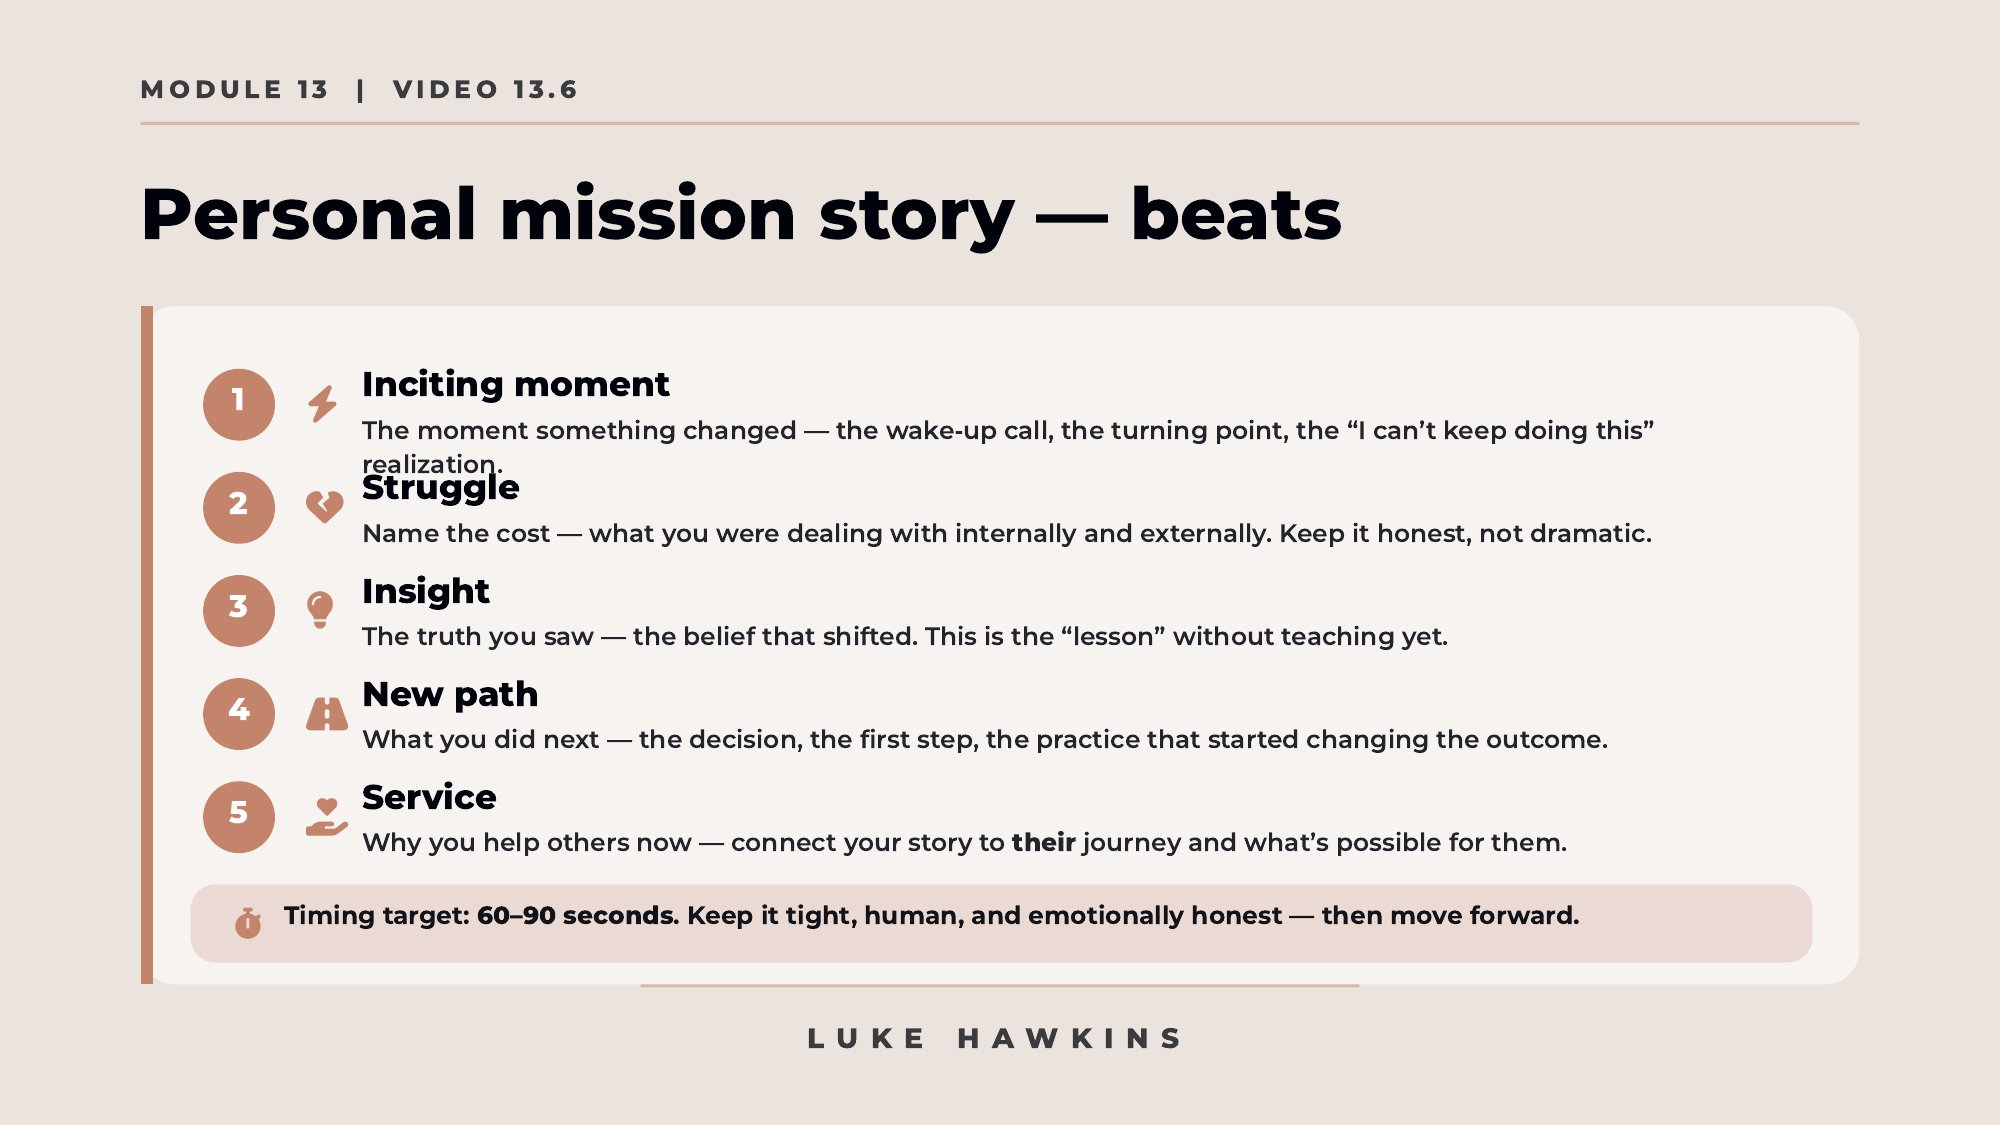 MODULE 13 | VIDEO 13.6
Personal mission story — beats
1
Inciting moment
The moment something changed — the wake-up call, the turning point, the “I can’t keep doing this”
realization.
2
Struggle
Name the cost — what you were dealing with internally and externally. Keep it honest, not dramatic.
3
Insight
The truth you saw — the belief that shifted. This is the “lesson” without teaching yet.
4
New path
What you did next — the decision, the first step, the practice that started changing the outcome.
5
Service
Why you help others now — connect your story to their journey and what’s possible for them.
Timing target: 60–90 seconds. Keep it tight, human, and emotionally honest — then move forward.
LUKE HAWKINS